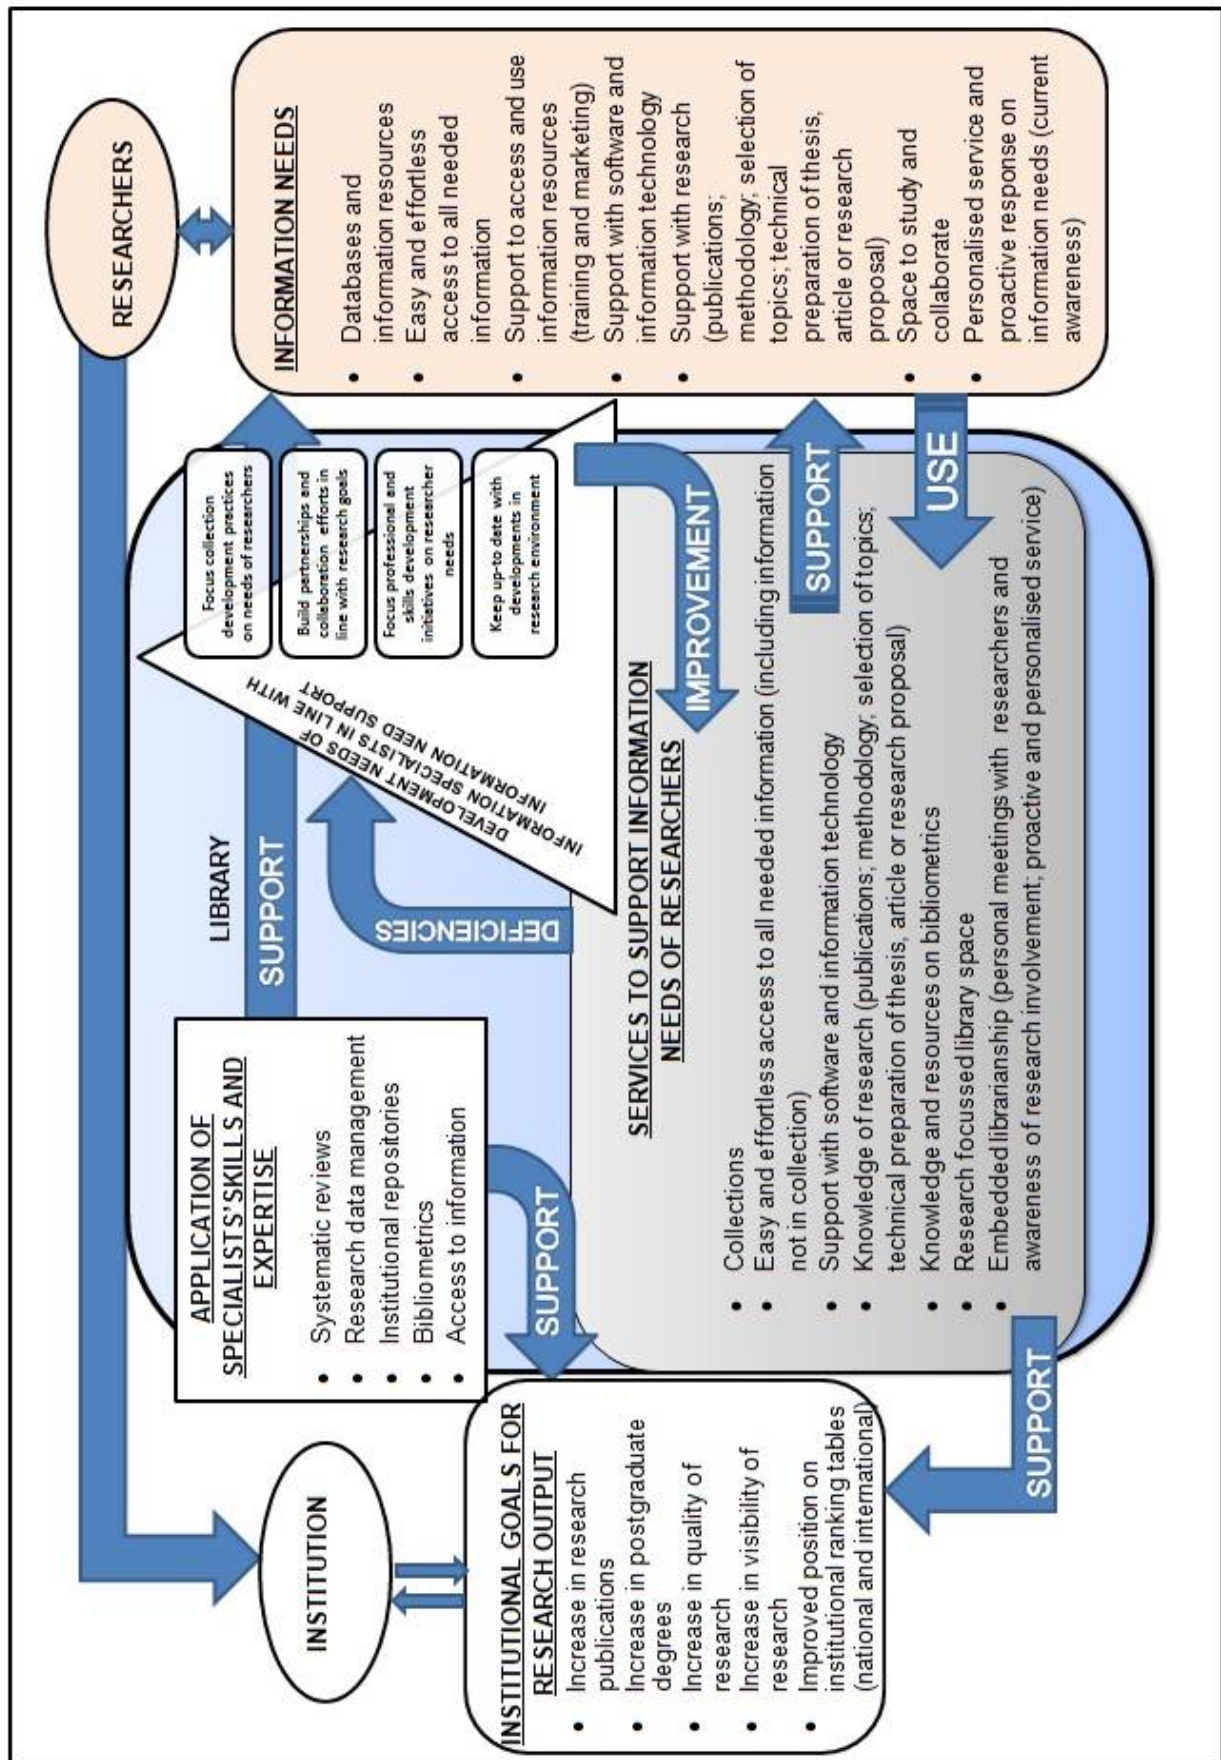 RESEARCHERS
INFORMATION NEEDS
• Databases and
information resources
• Easy and effortless
access to all needed
information
• Support to access and use
information resources
(training and marketing)
• Support with software and
information technology
• Support with research
(publications;
methodology; selection of
topics; technical
preparation of thesis,
article or research
proposal)
• Space to study and
collaborate
• Personalised service and
proactive response on
information needs (current
awareness)
LIBRARY
SUPPORT
Focus collection
development practices
on needs of researchers
Build partnerships and
collaboration efforts in
line with research goals
Focus professional and
skills development
initiatives on researcher
needs
Keep up-to date with
developments in
research environment
DEVELOPMENT NEEDS OF
INFORMATION SPECIALISTS IN LINE WITH
INFORMATION NEED SUPPORT
DEFICIENCIES
IMPROVEMENT
SUPPORT
USE
APPLICATION OF
SPECIALISTS'SKILLS AND
EXPERTISE
• Systematic reviews
• Research data management
• Institutional repositories
• Bibliometrics
• Access to information
SUPPORT
SERVICES TO SUPPORT INFORMATION
NEEDS OF RESEARCHERS
• Collections
• Easy and effortless access to all needed information (including information
not in collection)
• Support with software and information technology
• Knowledge of research (publications; methodology; selection of topics;
technical preparation of thesis, article or research proposal)
• Knowledge and resources on bibliometrics
• Research focussed library space
• Embedded librarianship (personal meetings with researchers and
awareness of research involvement; proactive and personalised service)
SUPPORT
INSTITUTION
INSTITUTIONAL GOALS FOR
RESEARCH OUTPUT
• Increase in research
publications
• Increase in postgraduate
degrees
• Increase in quality of
research
• Increase in visibility of
research
• Improved position on
institutional ranking tables
(national and international)